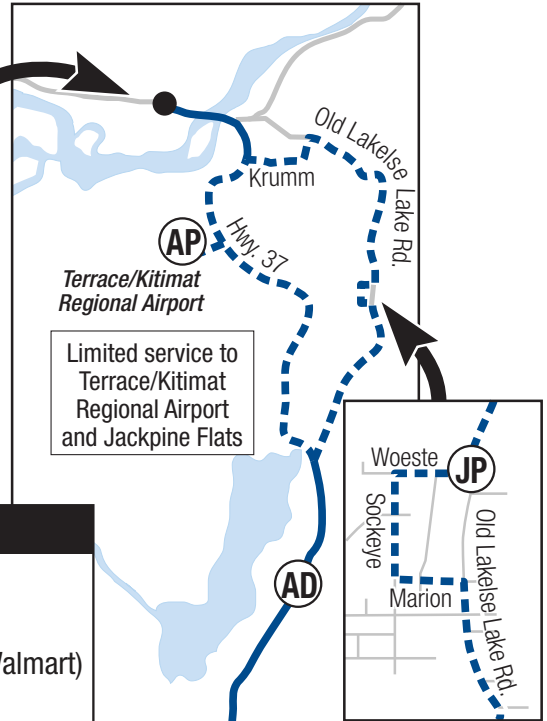 Old Lakelse Lake Rd.
Krumm
AP
Hwy. 37
Terrace/Kitimat
Regional Airport
Limited service to
Terrace/Kitimat
Regional Airport
and Jackpine Flats
Woeste
JP
Sockeye
Old Lakelse Lake Rd.
Marion
AD